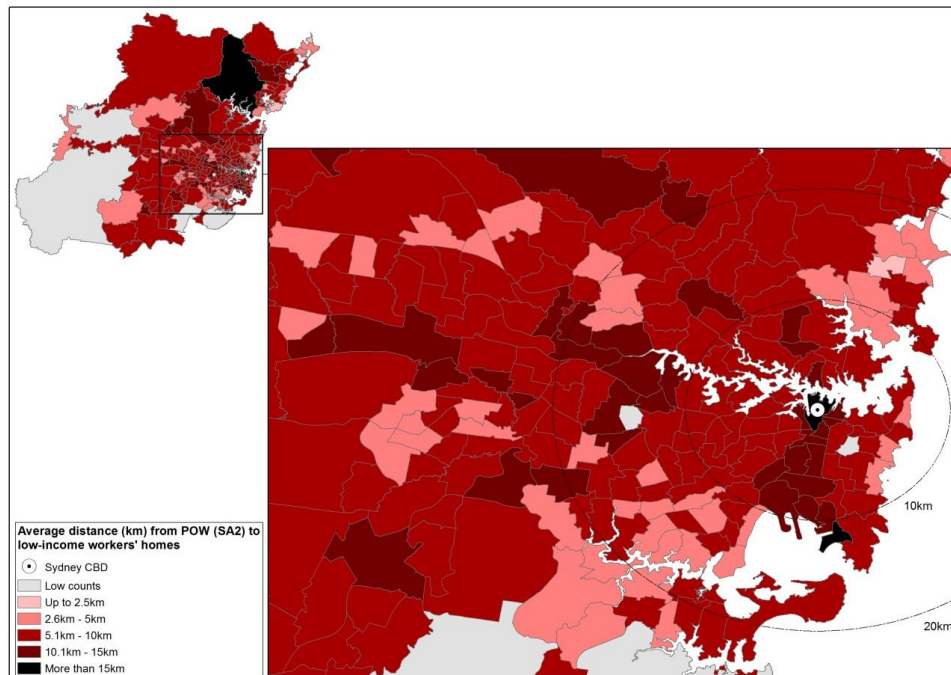 10km
20km
Average distance (km) from POW (SA2) to
low-income workers' homes
Sydney CBD
Low counts
Up to 2.5km
2.6km - 5km
5.1km - 10km
10.1km - 15km
More than 15km